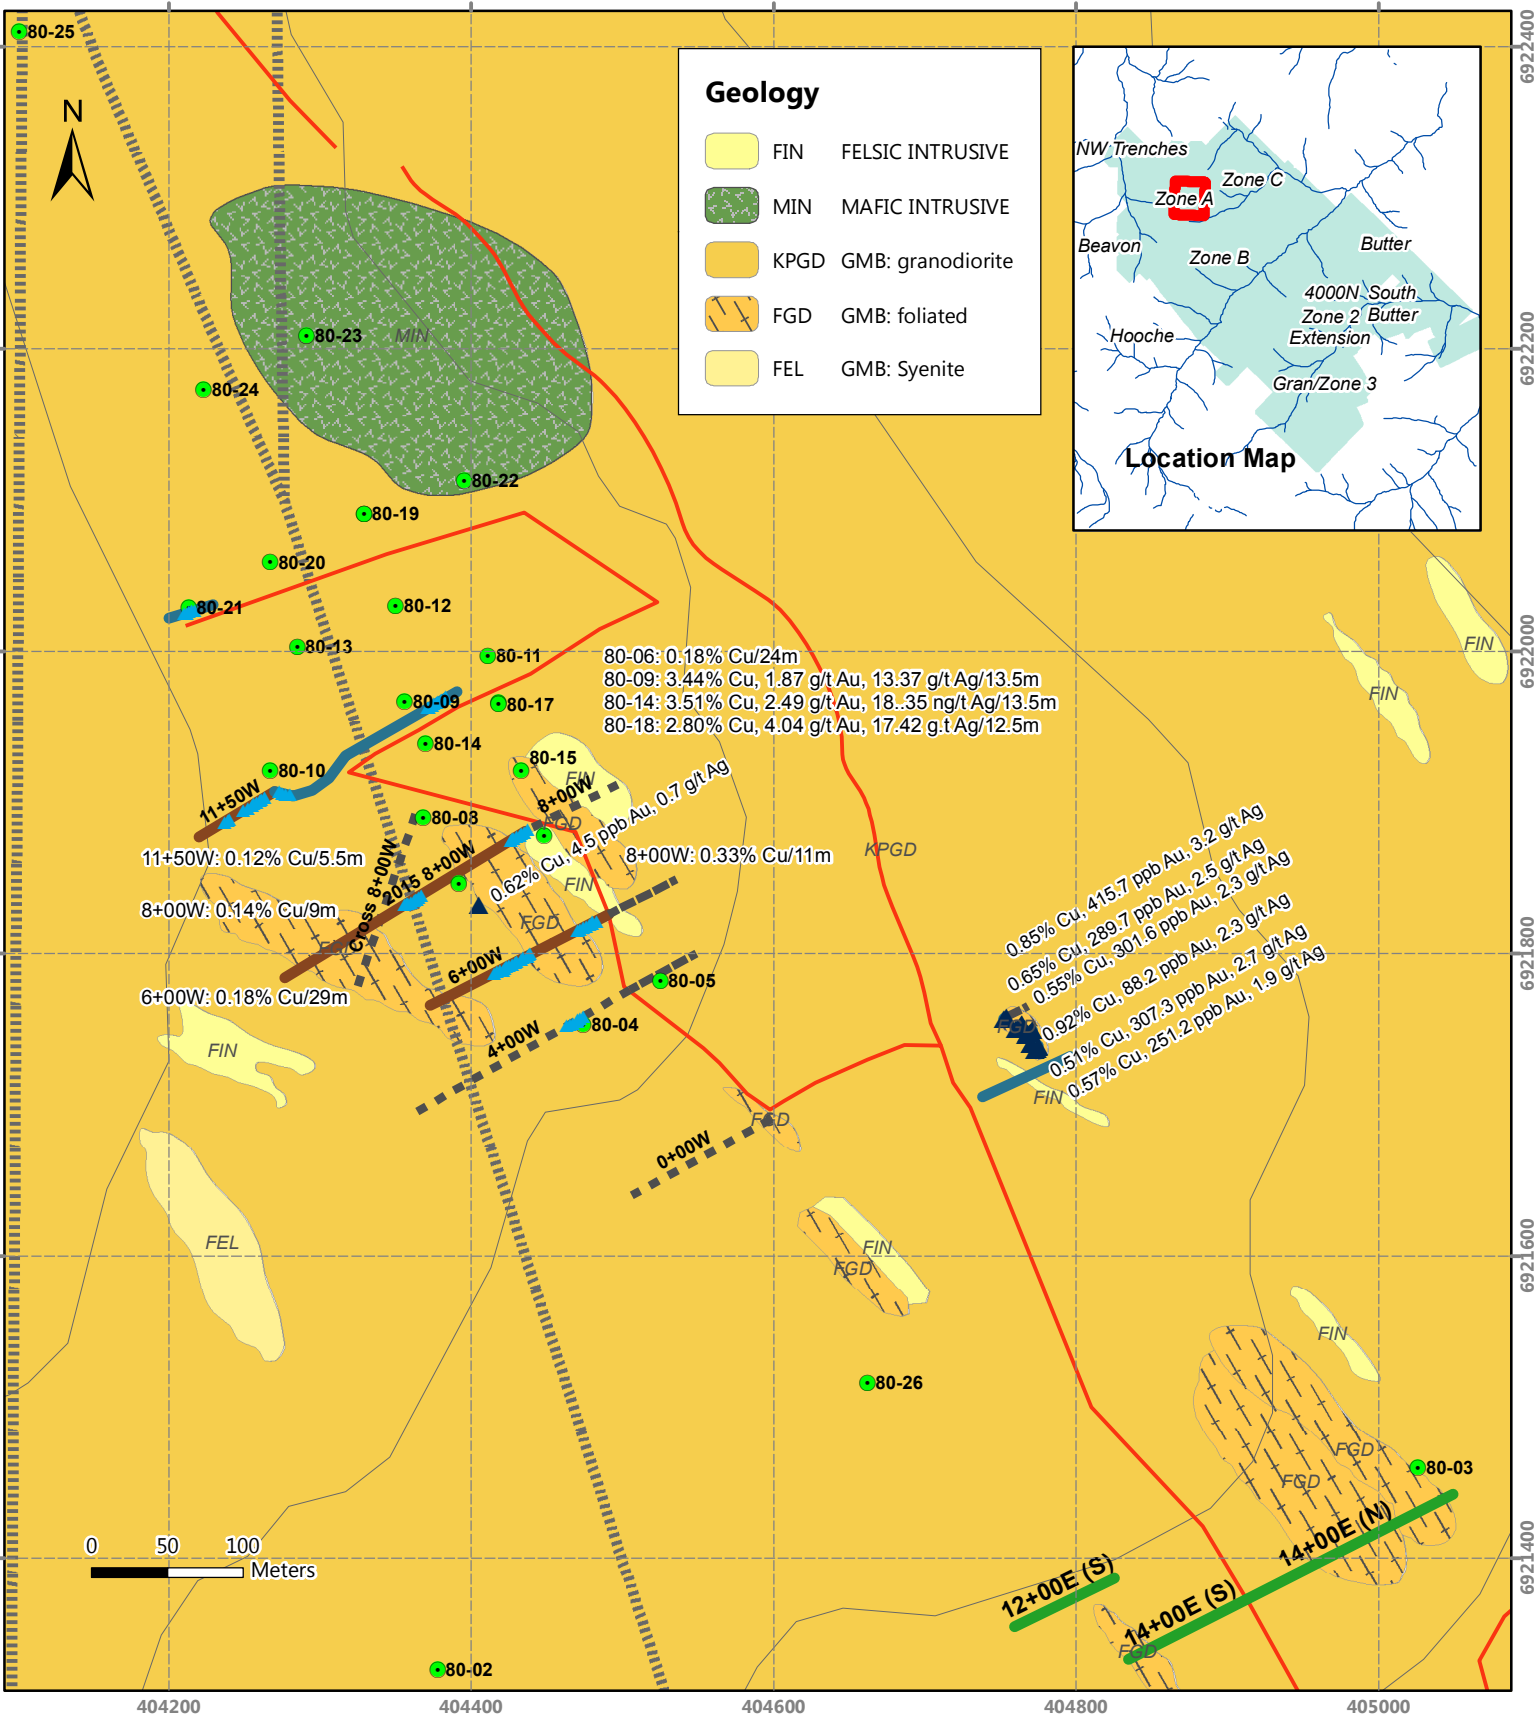 80-25
N
Geology
FIN FELSIC INTRUSIVE
MIN MAFIC INTRUSIVE
KPGD GMB: granodiorite
FGD GMB: foliated
FEL GMB: Syenite
NW Trenches
Zone C
Zone A
Beavon
Zone B
Butter
4000N South
Zone 2 Butter
Extension
Hooche
Gran/Zone 3
Location Map
6922400
6922200
6922000
6921800
6921600
6921400
80-23
MIN
80-24
80-22
80-19
80-20
80-21
80-12
80-13
80-11
80-09
80-17
80-14
80-06: 0.18% Cu/24m
80-09: 3.44% Cu, 1.87 g/t Au, 13.37 g/t Ag/13.5m
80-14: 3.51% Cu, 2.49 g/t Au, 18..35 ng/t Ag/13.5m
80-18: 2.80% Cu, 4.04 g/t Au, 17.42 g.t Ag/12.5m
FIN
FIN
80-15
FIN
80-10
11+50W
8+00W
80-03
FGD
0.62% Cu, 4.5 ppb Au, 0.7 g/t Ag
11+50W: 0.12% Cu/5.5m
8+00W: 0.33% Cu/11m
KPGD
2015 8+00W
Cross 8+00W
FIN
8+00W: 0.14% Cu/9m
FGD
6+00W
6+00W: 0.18% Cu/29m
80-05
80-04
4+00W
0.85% Cu, 415.7 ppb Au, 3.2 g/t Ag
0.65% Cu, 289.7 ppb Au, 2.5 g/t Ag
0.55% Cu, 301.6 ppb Au, 2.3 g/t Ag
0.92% Cu, 88.2 ppb Au, 2.3 g/t Ag
0.51% Cu, 307.3 ppb Au, 2.7 g/t Ag
0.57% Cu, 251.2 ppb Au, 1.9 g/t Ag
FGD
FIN
FIN
FGD
0+00W
FEL
FIN
FGD
FIN
80-26
FGD
FGD
80-03
14+00E (N)
12+00E (S)
14+00E (S)
FGD
0 50 100
Meters
80-02
404200
404400
404600
404800
405000